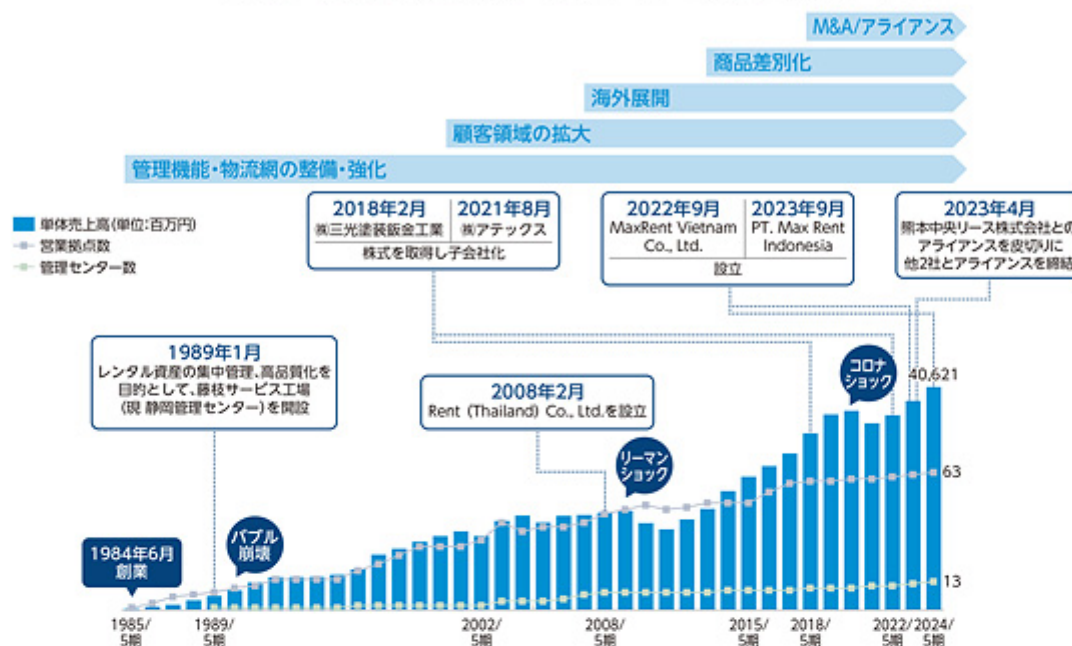 M&A/アライアンス
商品差別化
海外展開
顧客領域の拡大
管理機能・物流網の整備・強化
単体売上高(単位:百万円)
営業拠点数
管理センター数
2018年2月
㈱三光塗装鈑金工業
2021年8月
㈱アテックス
株式を取得し子会社化
2022年9月
MaxRent Vietnam
Co., Ltd.
2023年9月
PT. Max Rent
Indonesia
設立
2023年4月
熊本中央リース株式会社との
アライアンスを皮切りに
他2社とアライアンスを締結
1989年1月
レンタル資産の集中管理、高品質化を
目的として、藤枝サービス工場
(現 静岡管理センター)を開設
2008年2月
Rent (Thailand) Co., Ltd.を設立
コロナ
ショック
40,621
リーマン
ショック
63
バブル
崩壊
1984年6月
創業
13
1985/
5期
1989/
5期
2002/
5期
2008/
5期
2015/
5期
2018/
5期
2022/
5期
2024/
5期